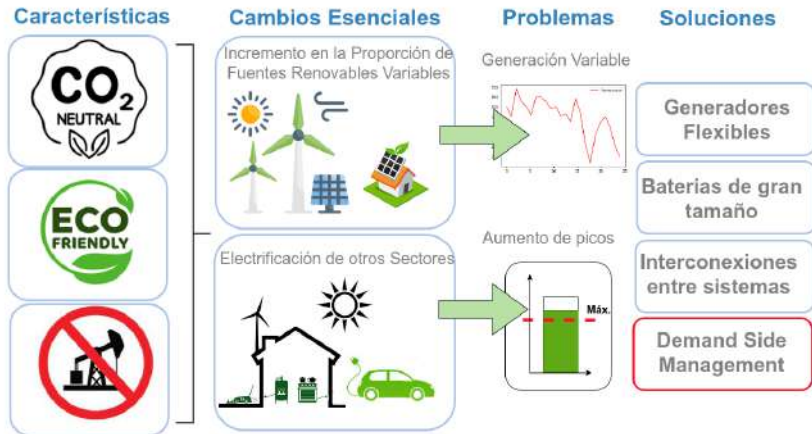 Características
Cambios Esenciales
Problemas
Soluciones
CO2
NEUTRAL
ECO
FRIENDLY
Incremento en la Proporción de
Fuentes Renovables Variables
Electrificación de otros Sectores
Generación Variable
Aumento de picos
Máx.
Generadores
Flexibles
Baterias de gran
tamaño
Interconexiones
entre sistemas
Demand Side
Management